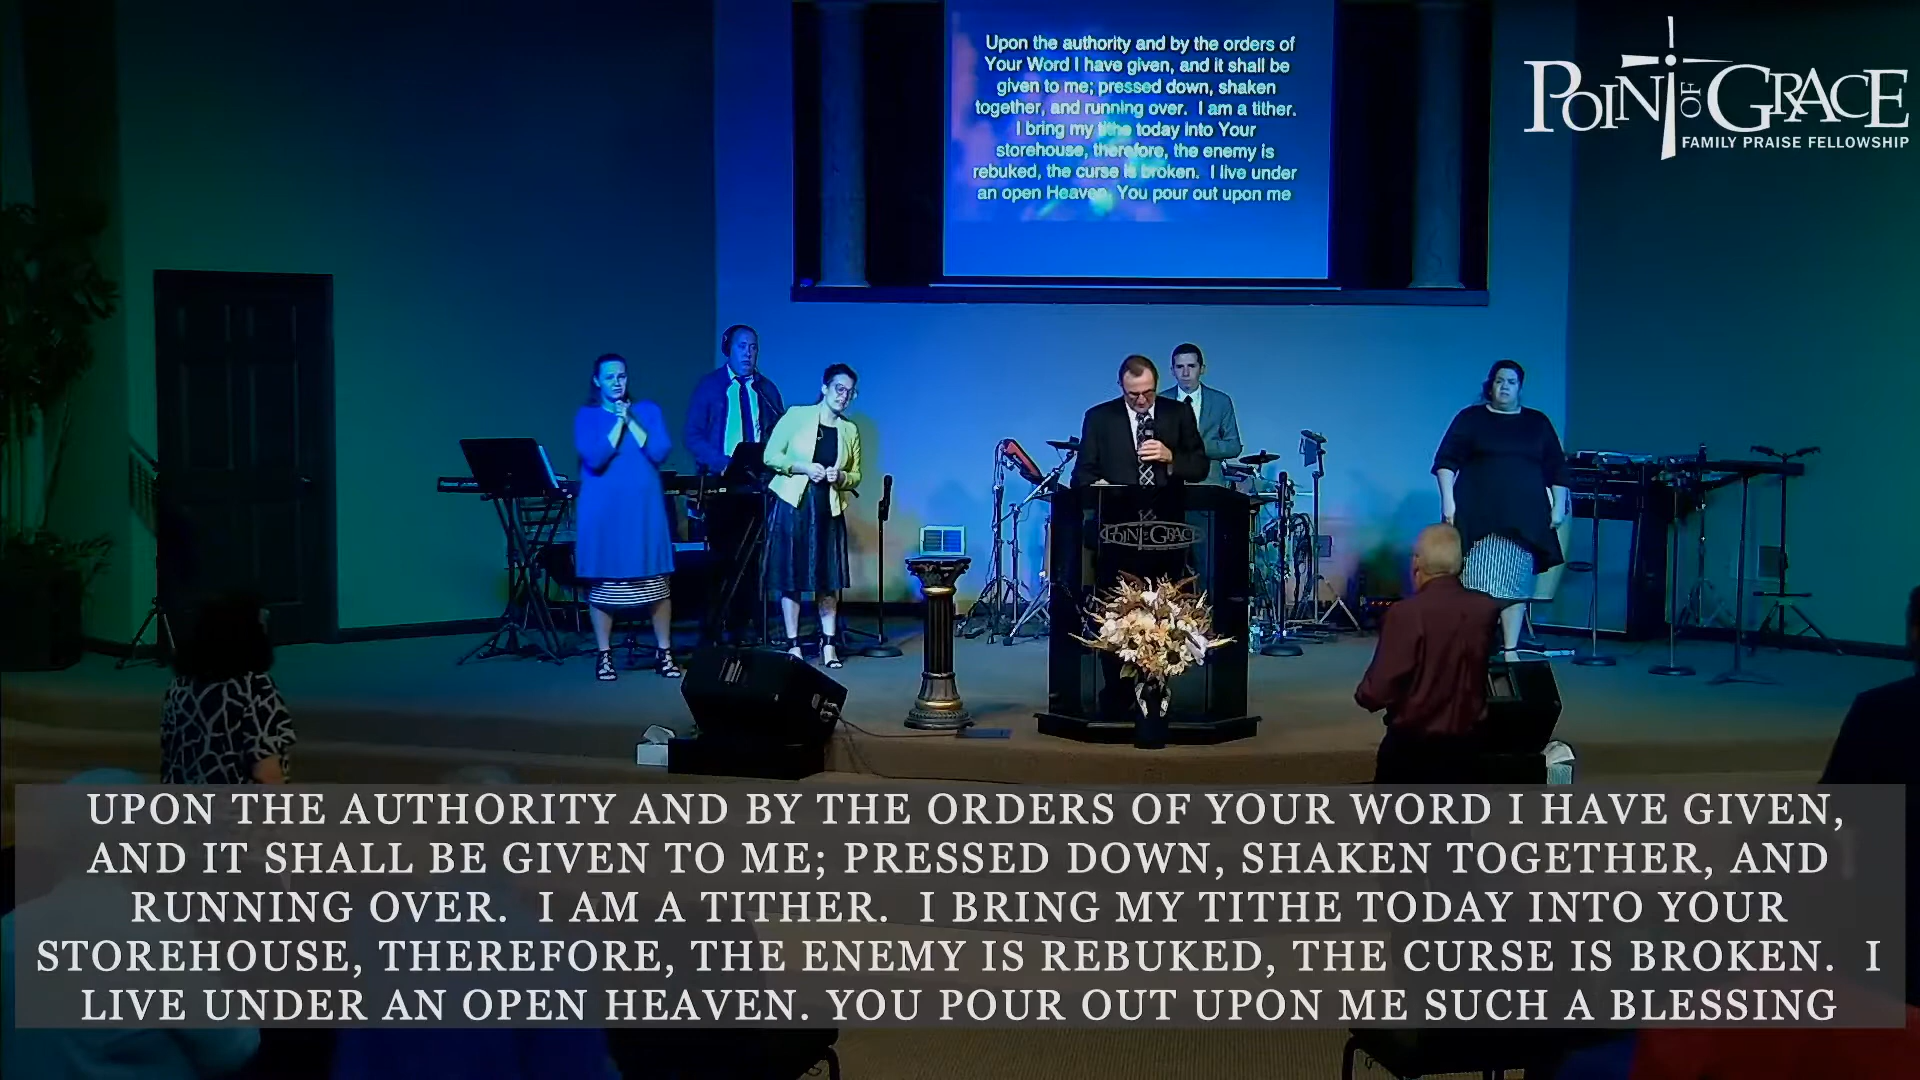 Upon the authority and by the orders of
Your Word I have given, and it shall be
given to me; pressed down, shaken
together, and running over.  I am a tither.
I bring my tithe today into Your
storehouse, therefore, the enemy is
rebuked, the curse is broken.  I live under
an open Heaven. You pour out upon me
POINT OF GRACE
FAMILY PRAISE FELLOWSHIP
POINT OF GRACE
UPON THE AUTHORITY AND BY THE ORDERS OF YOUR WORD I HAVE GIVEN,
AND IT SHALL BE GIVEN TO ME; PRESSED DOWN, SHAKEN TOGETHER, AND
RUNNING OVER.  I AM A TITHER.  I BRING MY TITHE TODAY INTO YOUR
STOREHOUSE, THEREFORE, THE ENEMY IS REBUKED, THE CURSE IS BROKEN.  I
LIVE UNDER AN OPEN HEAVEN. YOU POUR OUT UPON ME SUCH A BLESSING